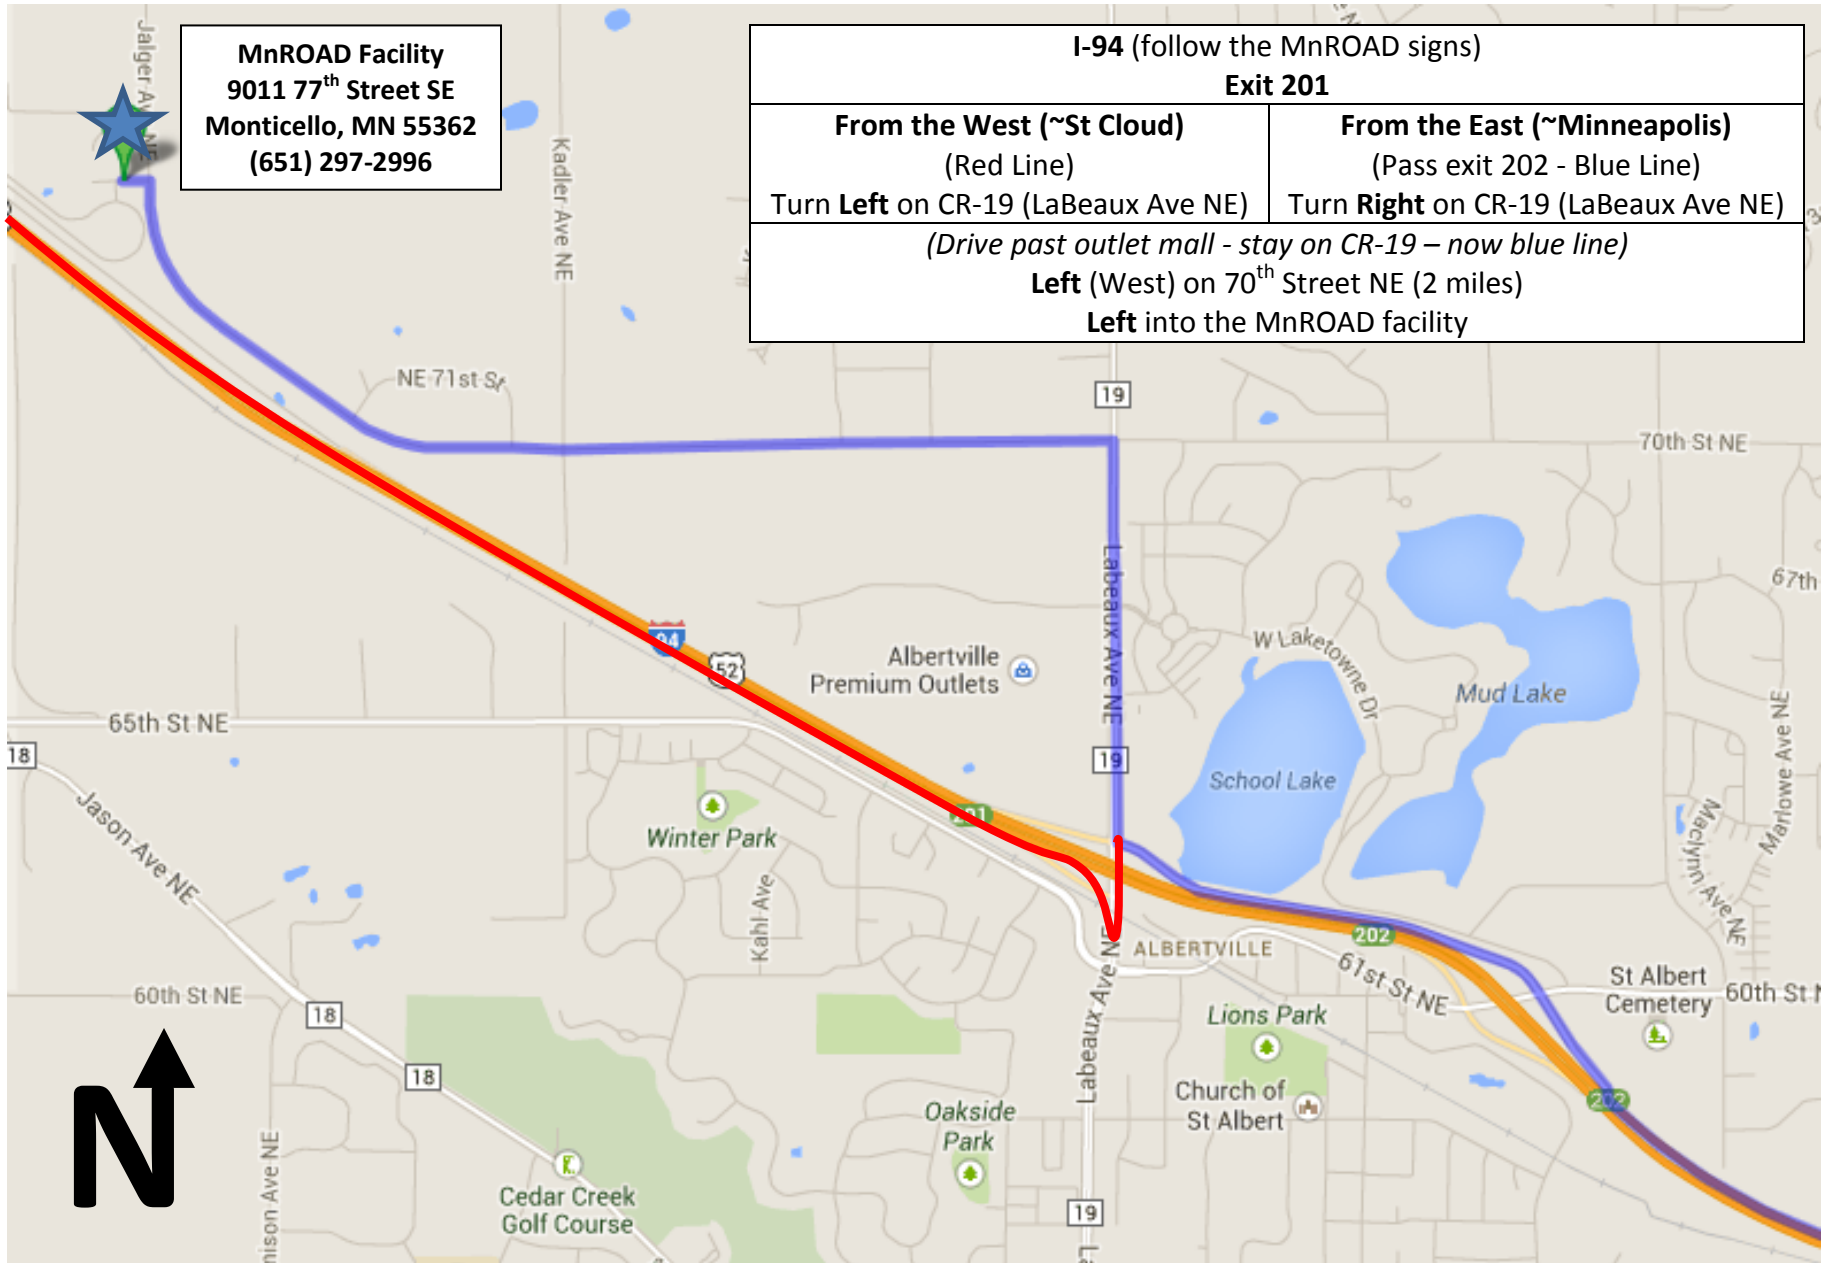 MnROAD Facility
9011 77th Street SE
Monticello, MN 55362
(651) 297-2996
I-94 (follow the MnROAD signs)
Exit 201
From the West (~St Cloud)
(Red Line)
Turn Left on CR-19 (LaBeaux Ave NE)
From the East (~Minneapolis)
(Pass exit 202 - Blue Line)
Turn Right on CR-19 (LaBeaux Ave NE)
(Drive past outlet mall - stay on CR-19 – now blue line)
Left (West) on 70th Street NE (2 miles)
Left into the MnROAD facility
Kadler Ave NE
NE 71st St
19
70th St NE
67th
Labeaux Ave NE
W Laketowne Dr
94
52
Albertville
Premium Outlets
Mud Lake
Marlowe Ave NE
65th St NE
18
19
School Lake
Jason Ave NE
Winter Park
201
Maclynn Ave NE
Kahl Ave
ALBERTVILLE
202
61st St NE
St Albert
Cemetery
60th St N
60th St NE
18
Labeaux Ave NE
Lions Park
N
18
Church of
St Albert
202
Oakside
Park
Cedar Creek
Golf Course
19